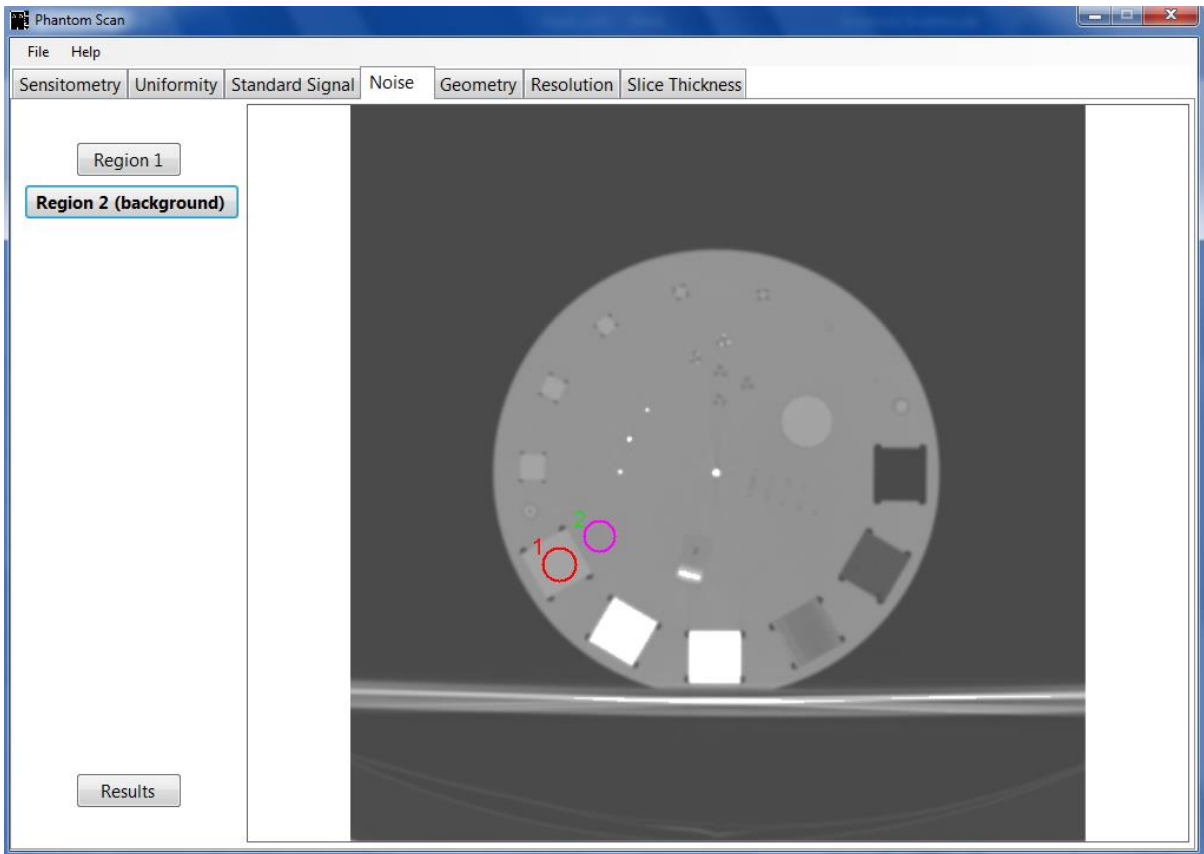 Phantom Scan
File Help
Sensitometry Uniformity Standard Signal Noise Geometry Resolution Slice Thickness
Region 1
Region 2 (background)
2
1
Results